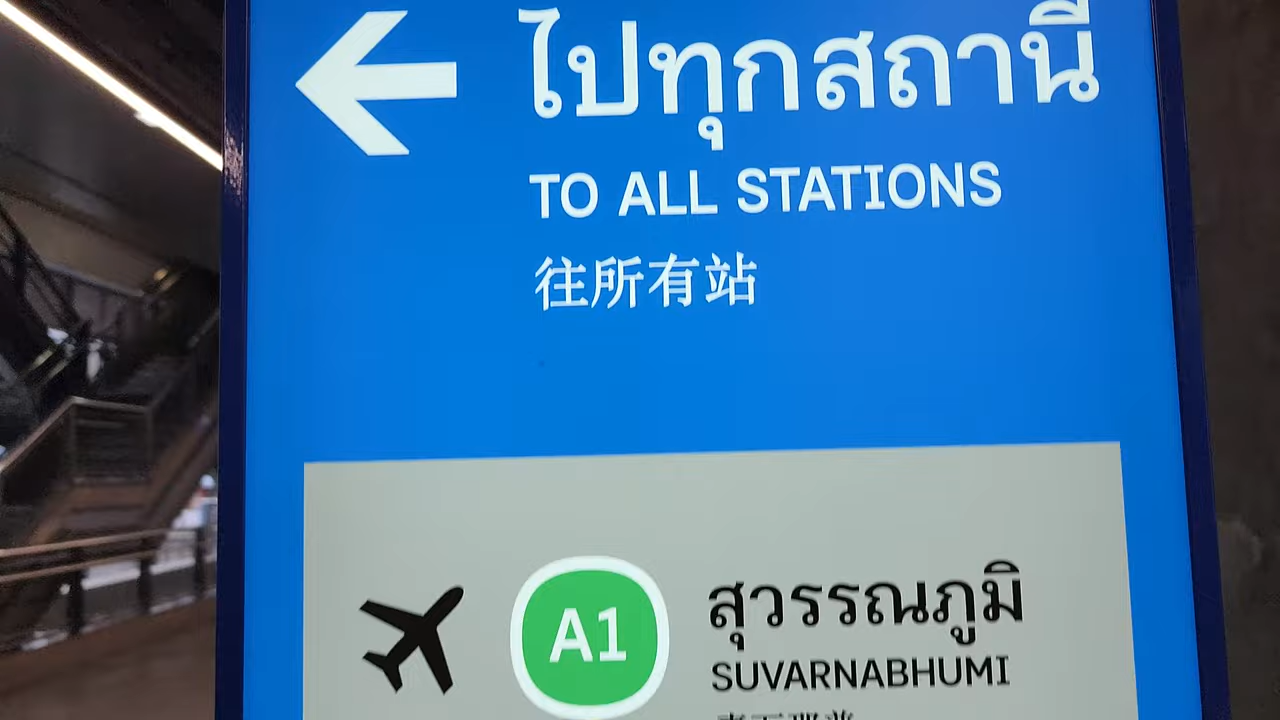 ไปทุกสถานี
TO ALL STATIONS
往所有站
A1
สุวรรณภูมิ
SUVARNABHUMI